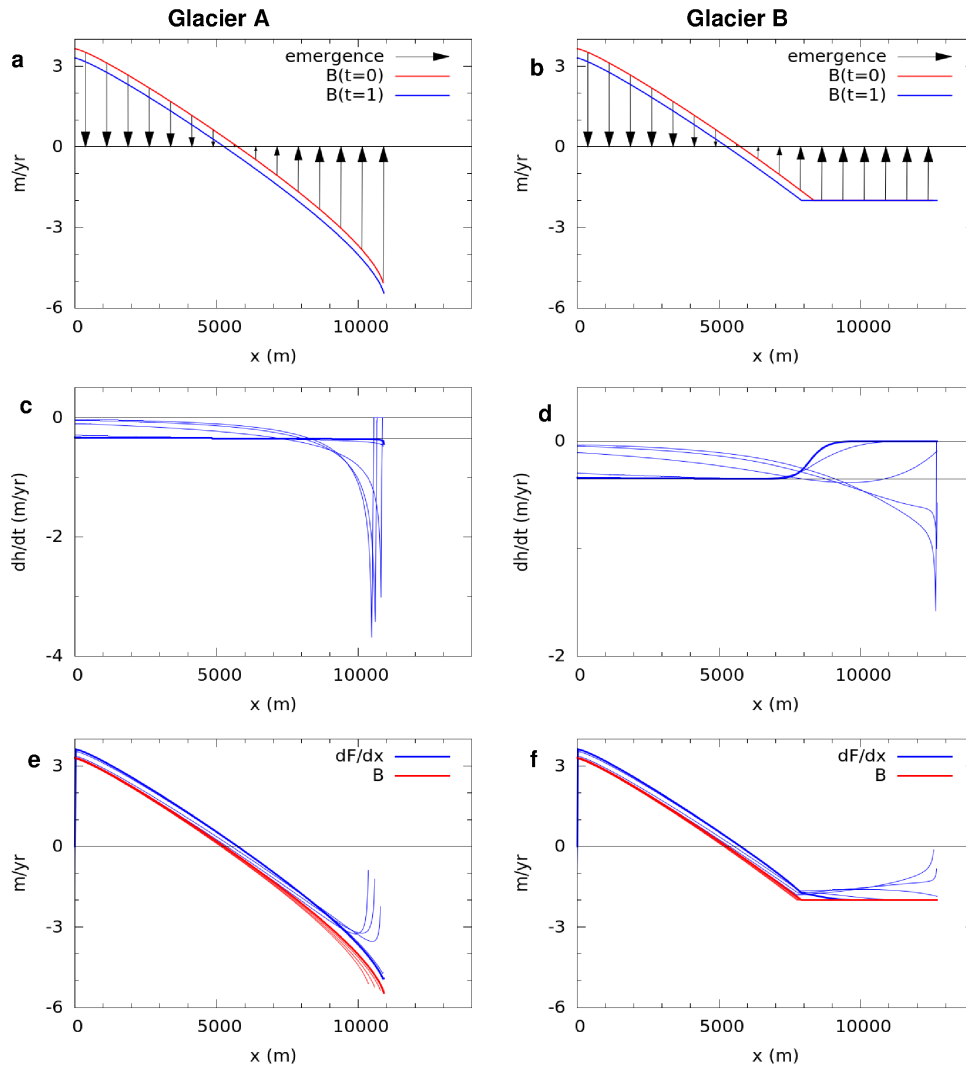 Glacier A
Glacier B
a
emergence
B(t=0)
B(t=1)
3
0
-3
-6
m/yr
0
5000
10000
x (m)
b
emergence
B(t=0)
B(t=1)
3
0
-3
-6
m/yr
0
5000
10000
x (m)
c
0
-2
-4
dh/dt (m/yr)
0
5000
10000
x (m)
d
0
-2
dh/dt (m/yr)
0
5000
10000
x (m)
e
dF/dx
B
3
0
-3
-6
m/yr
0
5000
10000
x (m)
f
dF/dx
B
3
0
-3
-6
m/yr
0
5000
10000
x (m)